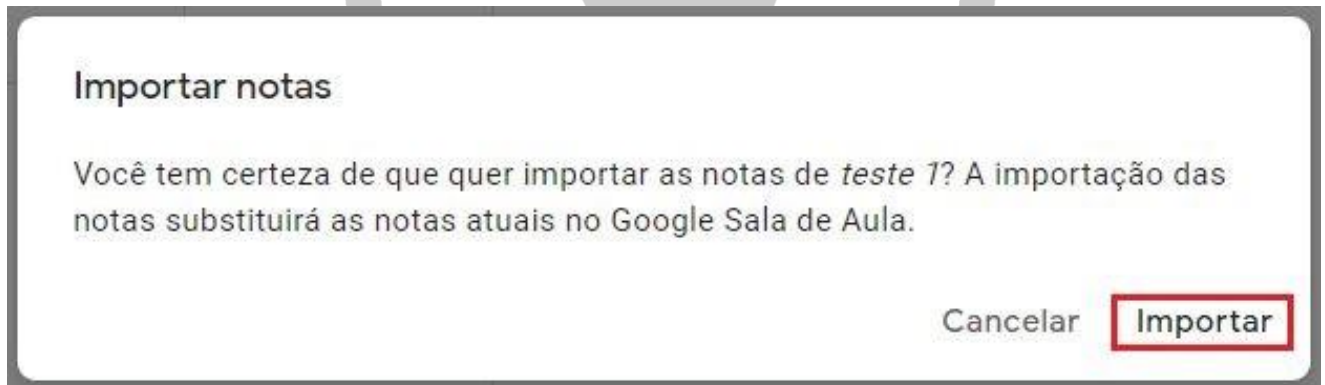 Importar notas
Você tem certeza de que quer importar as notas de teste 1? A importação das
notas substituirá as notas atuais no Google Sala de Aula.
Cancelar Importar